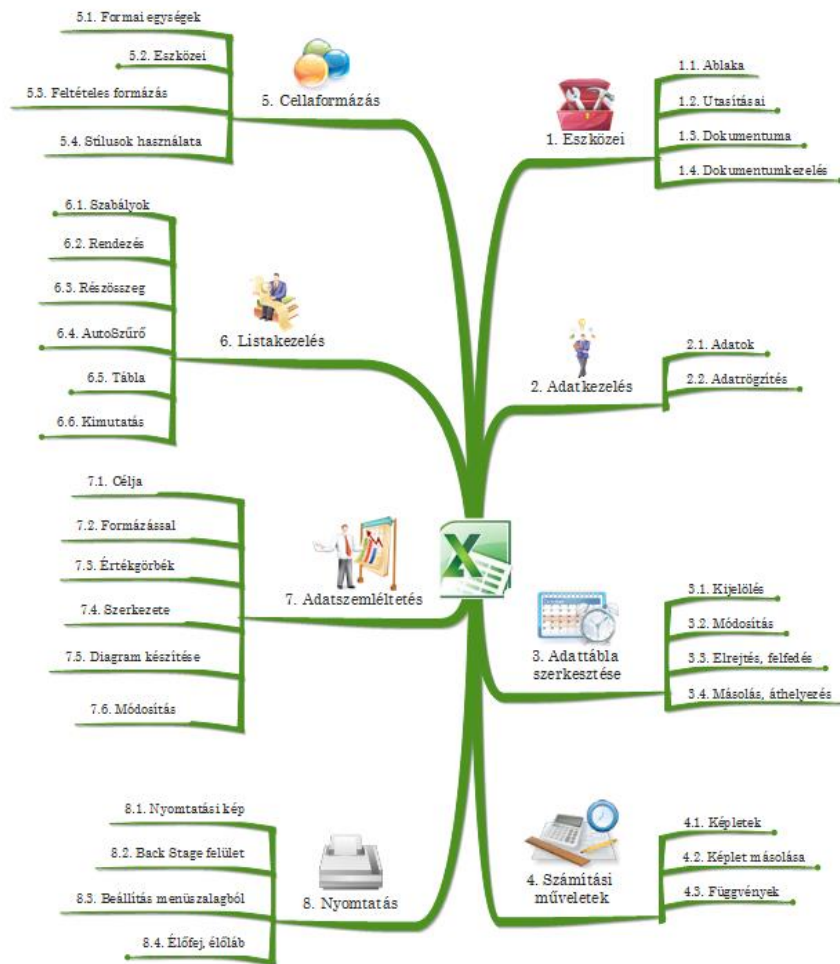 1. Eszközei
1.1. Ablaka
1.2. Utasításai
1.3. Dokumentuma
1.4. Dokumentumkezelés
2. Adatkezelés
2.1. Adatok
2.2. Adatrögzítés
3. Adattábla
szerkesztése
3.1. Kijelölés
3.2. Módosítás
3.3. Elrejtés, felfedés
3.4. Másolás, áthelyezés
4. Számítási
műveletek
4.1. Képletek
4.2. Képlet másolása
4.3. Függvények
5. Cellaformázás
5.1. Formai egységek
5.2. Eszközei
5.3. Feltételes formázás
5.4. Stílusok használata
6. Listakezelés
6.1. Szabályok
6.2. Rendezés
6.3. Részösszeg
6.4. AutoSzűrő
6.5. Tábla
6.6. Kimutatás
7. Adatszemléltetés
7.1. Célja
7.2. Formázással
7.3. Értékgörbék
7.4. Szerkezete
7.5. Diagram készítése
7.6. Módosítás
8. Nyomtatás
8.1. Nyomtatási kép
8.2. Back Stage felület
8.3. Beállítás menüszalagból
8.4. Élőfej, élőláb